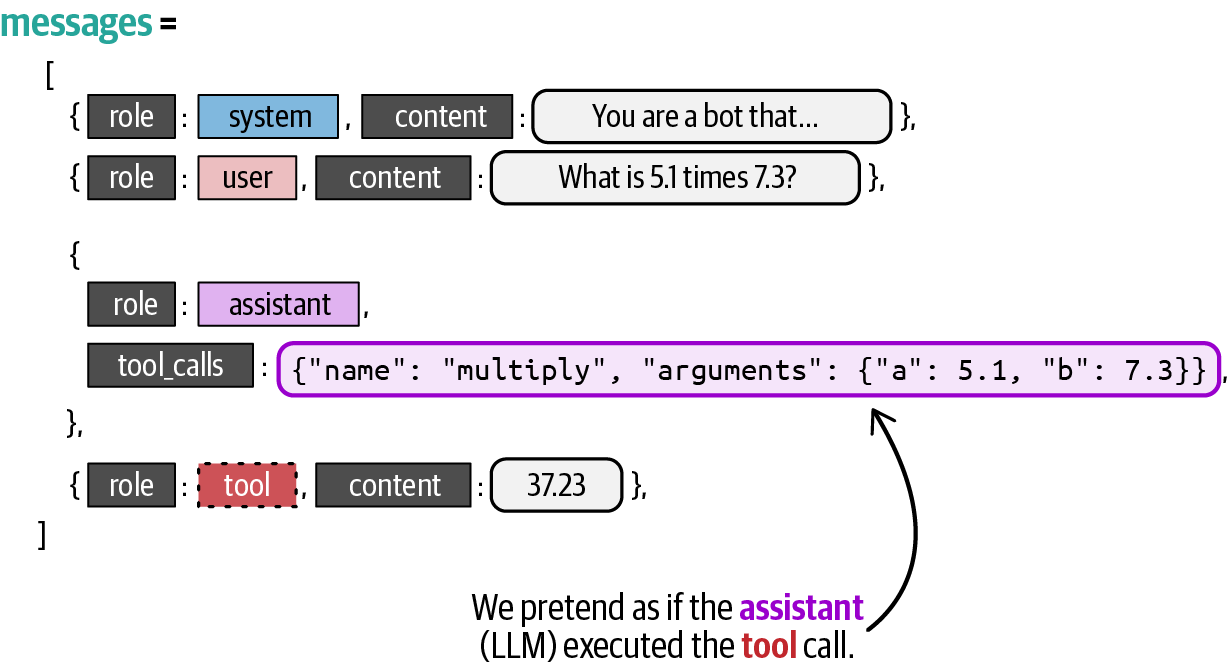 messages =
[
{ role : system , content : You are a bot that... },
{ role : user , content : What is 5.1 times 7.3? },
{
role : assistant ,
tool_calls : {"name": "multiply", "arguments": {"a": 5.1, "b": 7.3}} ,
},
{ role : tool , content : 37.23 },
]
We pretend as if the assistant
(LLM) executed the tool call.